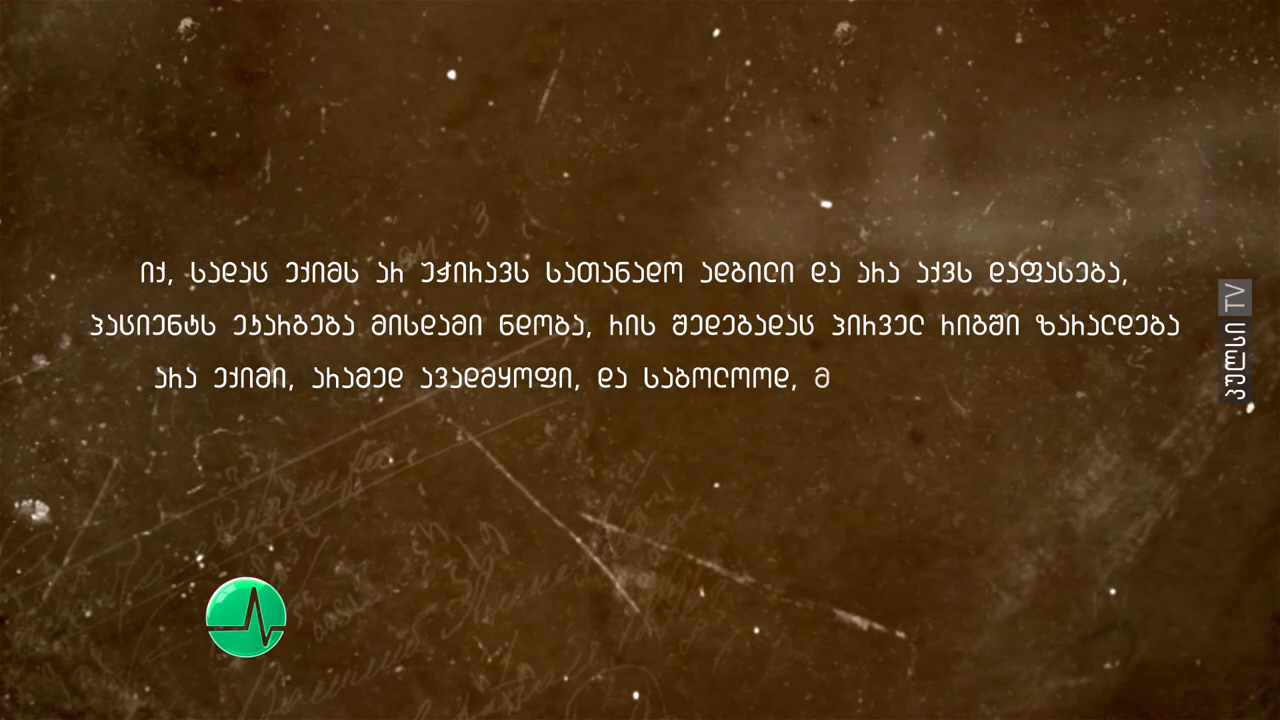 იქ, სადაც ექიმს არ უჭირავს სათანადო ადგილი და არა აქვს დაფასება,
პაციენტს ეკარგება მისდამი ნდობა, რის შედეგადაც პირველ რიგში ზარალდება
არა ექიმი, არამედ ავადმყოფი, და საბოლოოდ, მ
პულსი TV